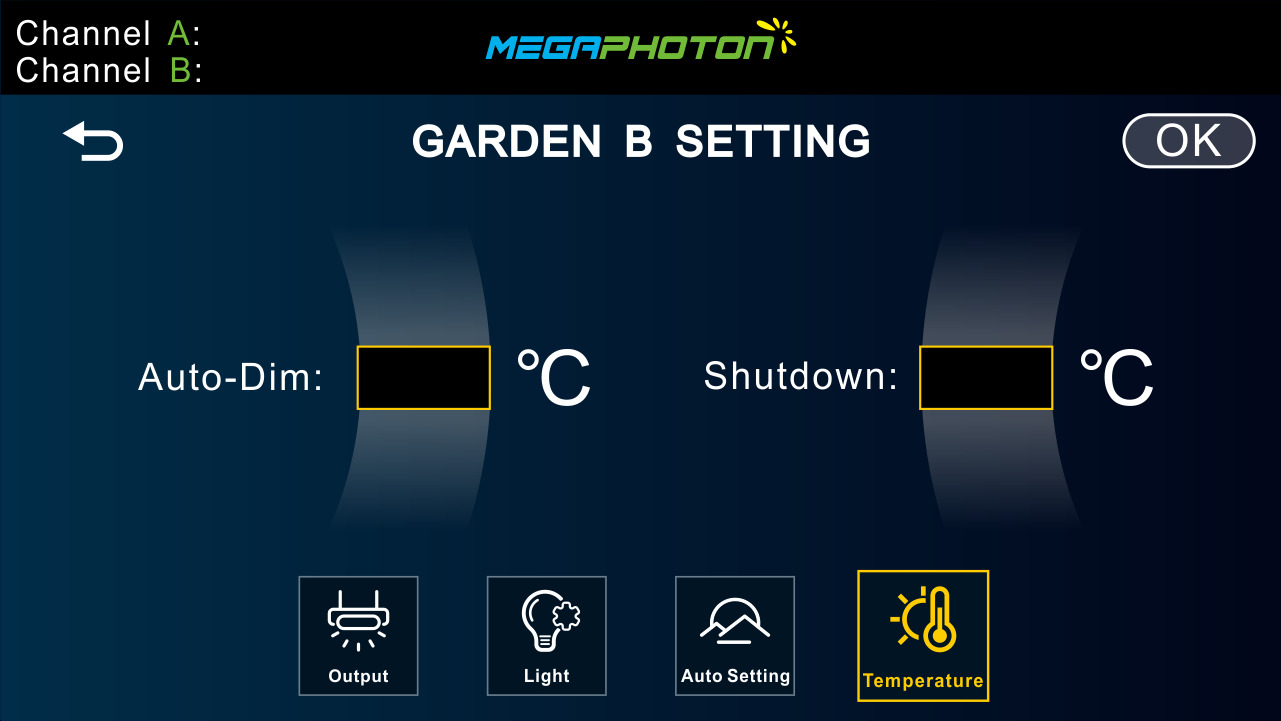 Channel A:
Channel B:
MEGAPHOTON
GARDEN B SETTING
OK
Auto-Dim:
℃
Shutdown:
℃
Output
Light
Auto Setting
Temperature